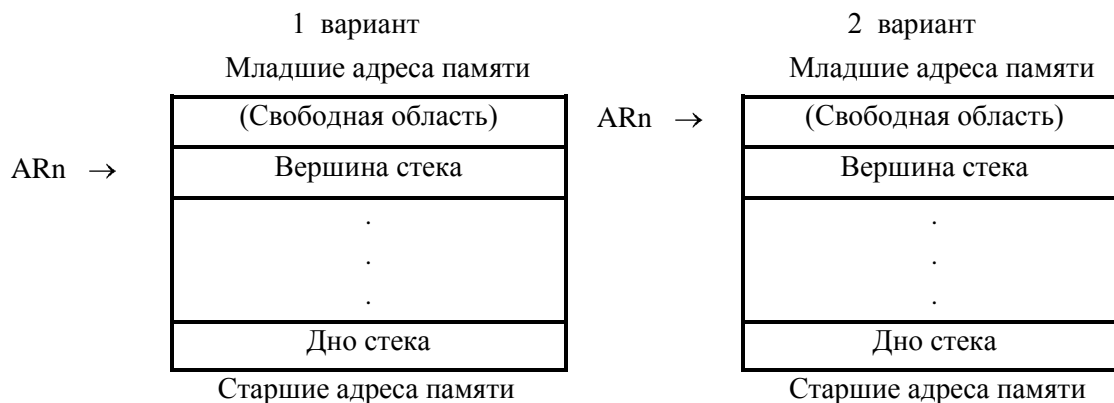 1 вариант
Младшие адреса памяти
(Свободная область)
ARn →
Вершина стека
.
.
.
Дно стека
Старшие адреса памяти
2 вариант
Младшие адреса памяти
ARn →
(Свободная область)
Вершина стека
.
.
.
Дно стека
Старшие адреса памяти